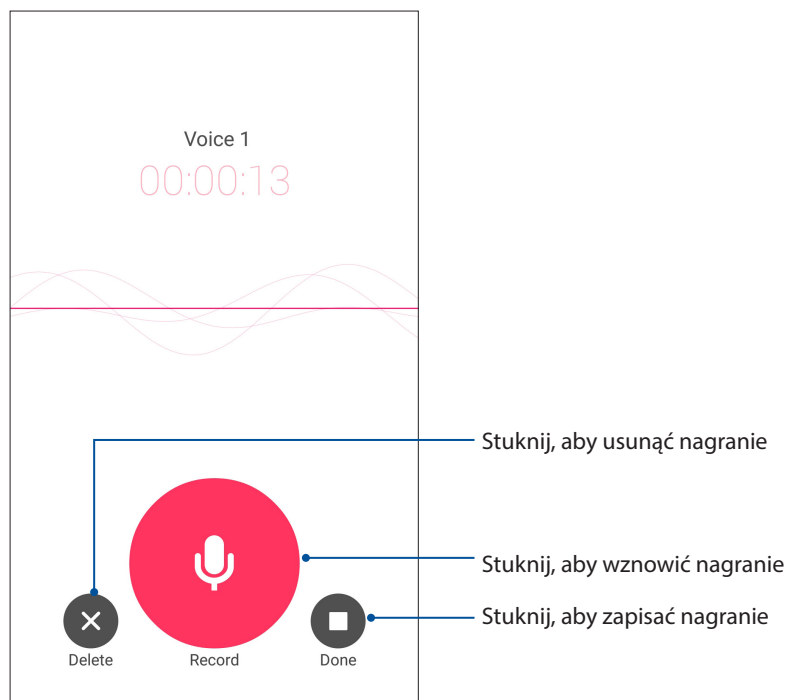 Voice 1
00:00:13
Stuknij, aby usunąć nagranie
Stuknij, aby wznowić nagranie
Stuknij, aby zapisać nagranie
Delete
Record
Done